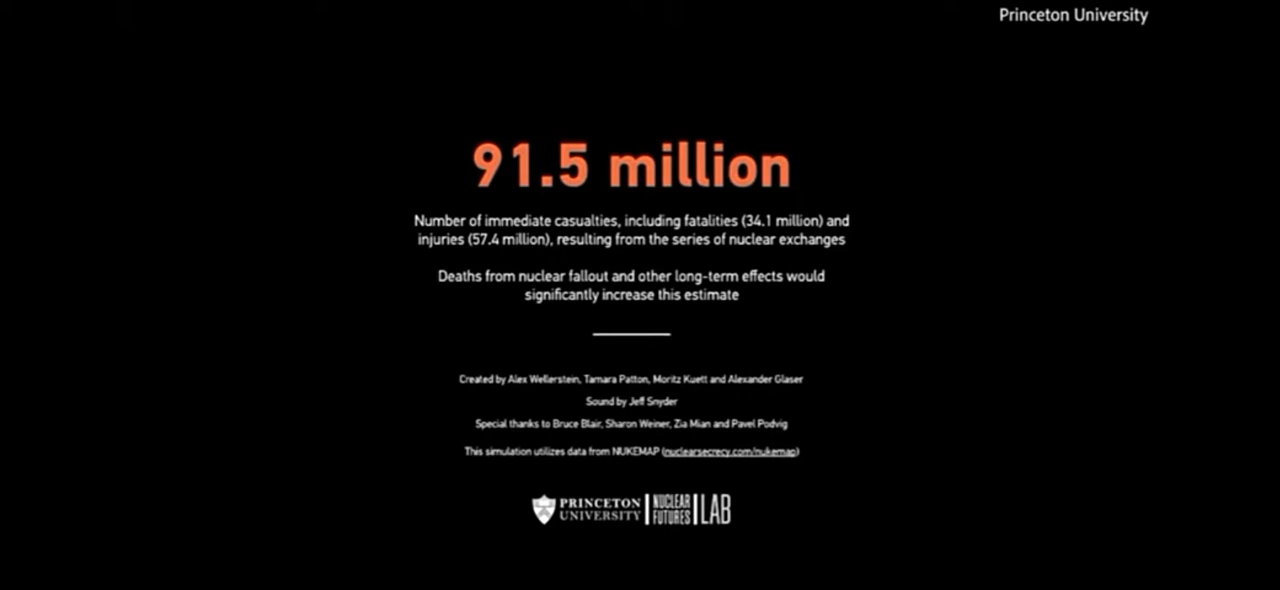 Princeton University
91.5 million
Number of immediate casualties, including fatalities (34.1 million) and
injuries (57.4 million), resulting from the series of nuclear exchanges
Deaths from nuclear fallout and other long-term effects would
significantly increase this estimate
Created by Alex Wellerstein, Tamara Patton, Moritz Kuett and Alexander Glaser
Sound by Jeff Snyder
Special thanks to Bruce Blair, Sharon Weiner, Zia Mian and Pavel Podvig
This simulation utilizes data from NUKEMAP (nuclearsecrecy.com/nukemap)
PRINCETON
UNIVERSITY
NUCLEAR
FUTURES
LAB